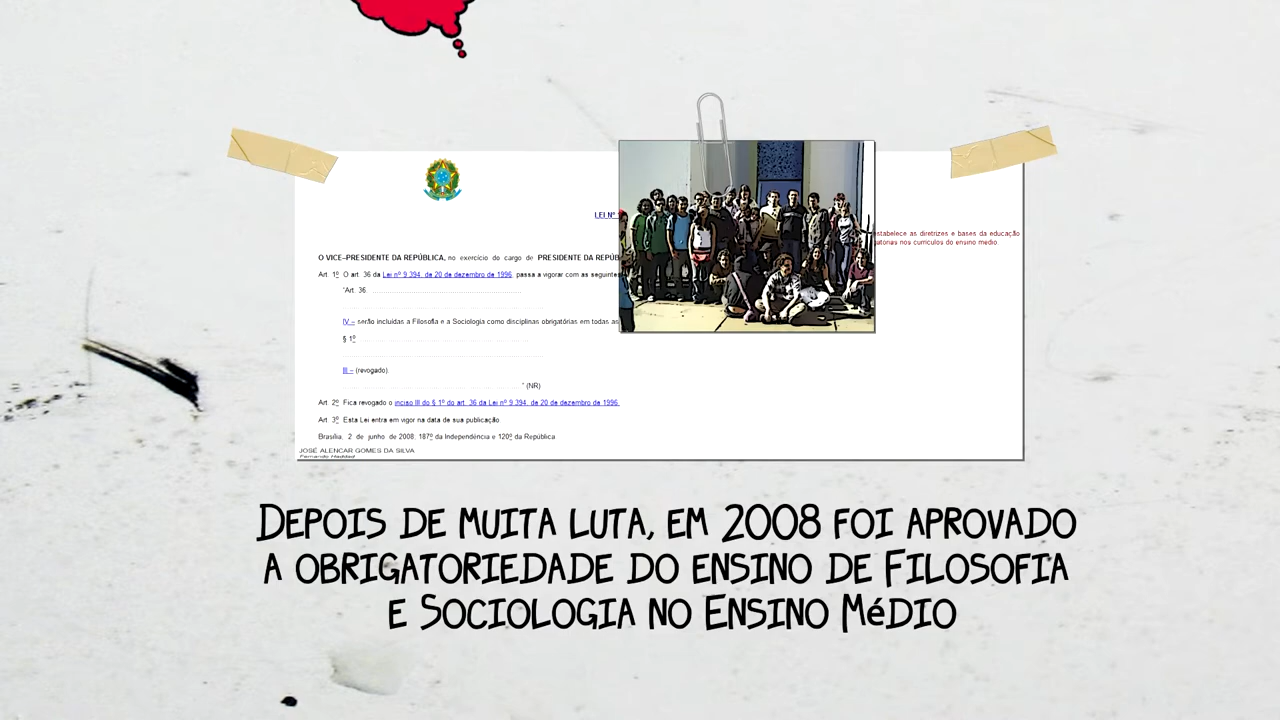 LEI Nº
estabelece as diretrizes e bases da educação
gatórias nos currículos do ensino médio
O VICE–PRESIDENTE DA REPÚBLICA, no exercício do cargo de PRESIDENTE DA REPÚB
Art. 1º O art. 36 da Lei nº 9.394, de 20 de dezembro de 1996, passa a vigorar com as seguintes
“Art. 36. ................................................
IV – serão incluídas a Filosofia e a Sociologia como disciplinas obrigatórias em todas as
§ 1º ................................................
III – (revogado).
................................................” (NR)
Art. 2º Fica revogado o inciso III do § 1º do art. 36 da Lei nº 9.394, de 20 de dezembro de 1996.
Art. 3º Esta Lei entra em vigor na data de sua publicação
Brasília, 2 de junho de 2008; 187º da Independência e 120º da República
JOSÉ ALENCAR GOMES DA SILVA
Fernando Haddad
Depois de muita luta, em 2008 foi aprovado
a obrigatoriedade do ensino de Filosofia
e Sociologia no Ensino Médio